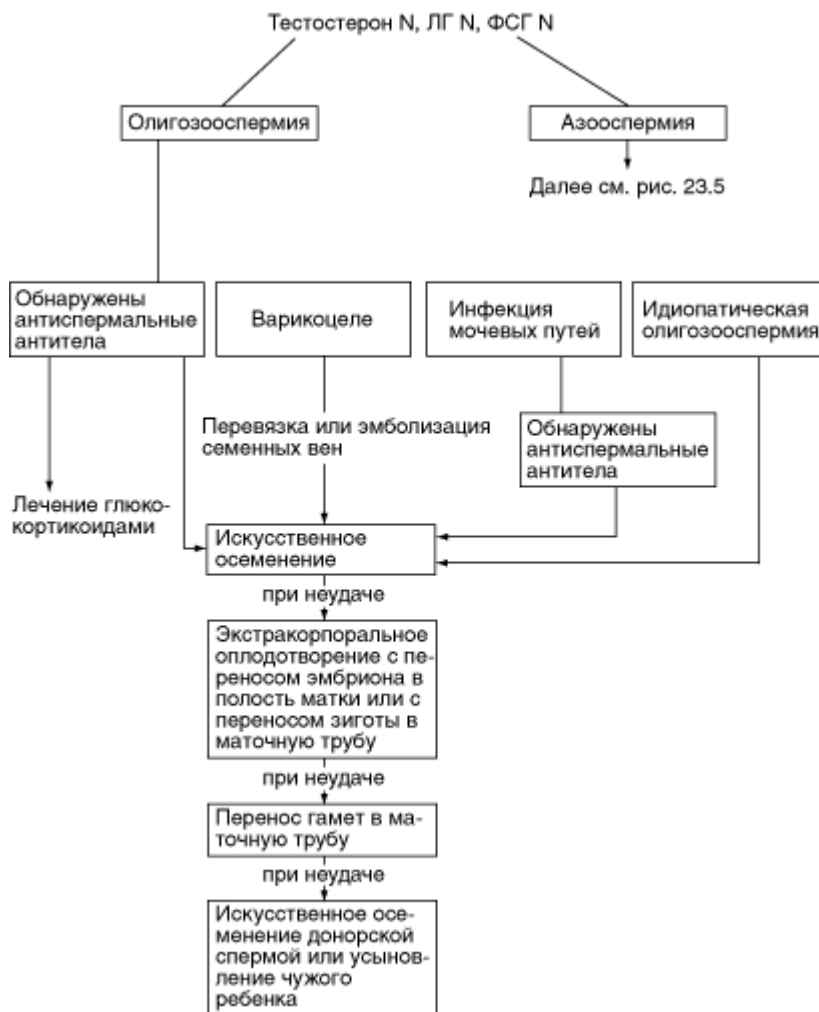 Тестостерон N, ЛГ N, ФСГ N
Олигозооспермия
Азооспермия
Далее см. рис. 23.5
Обнаружены
антиспермальные
антитела
Варикоцеле
Инфекция
мочевых путей
Идиопатическая
олигозооспермия
Перевязка или эмболизация
семенных вен
Обнаружены
антиспермальные
антитела
Лечение глюко-
кортикоидами
Искусственное
осеменение
при неудаче
Экстракорпоральное
оплодотворение с пе-
реносом эмбриона в
полость матки или с
переносом зиготы в
маточную трубу
при неудаче
Перенос гамет в ма-
точную трубу
при неудаче
Искусственное осе-
менение донорской
спермой или усынов-
ление чужого
ребенка